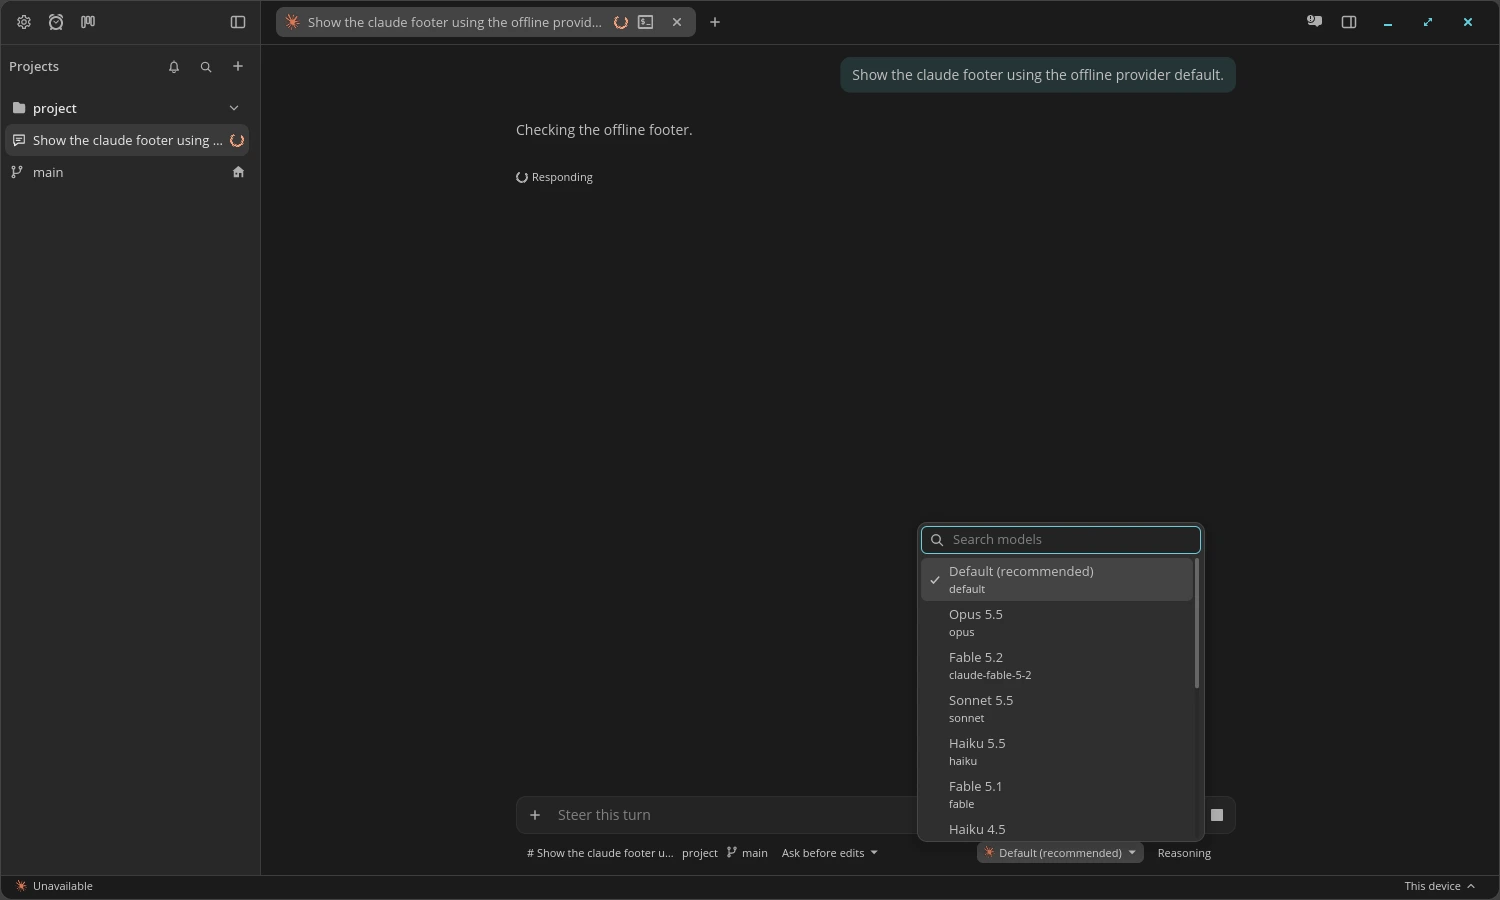 Show the claude footer using the offline provid...
Projects
project
Show the claude footer using ...
main
Show the claude footer using the offline provider default.
Checking the offline footer.
Responding
Search models
Default (recommended)
default
Opus 5.5
opus
Fable 5.2
claude-fable-5-2
Sonnet 5.5
sonnet
Haiku 5.5
haiku
Fable 5.1
fable
Haiku 4.5
Steer this turn
# Show the claude footer u... project main Ask before edits Default (recommended) Reasoning
Unavailable
This device